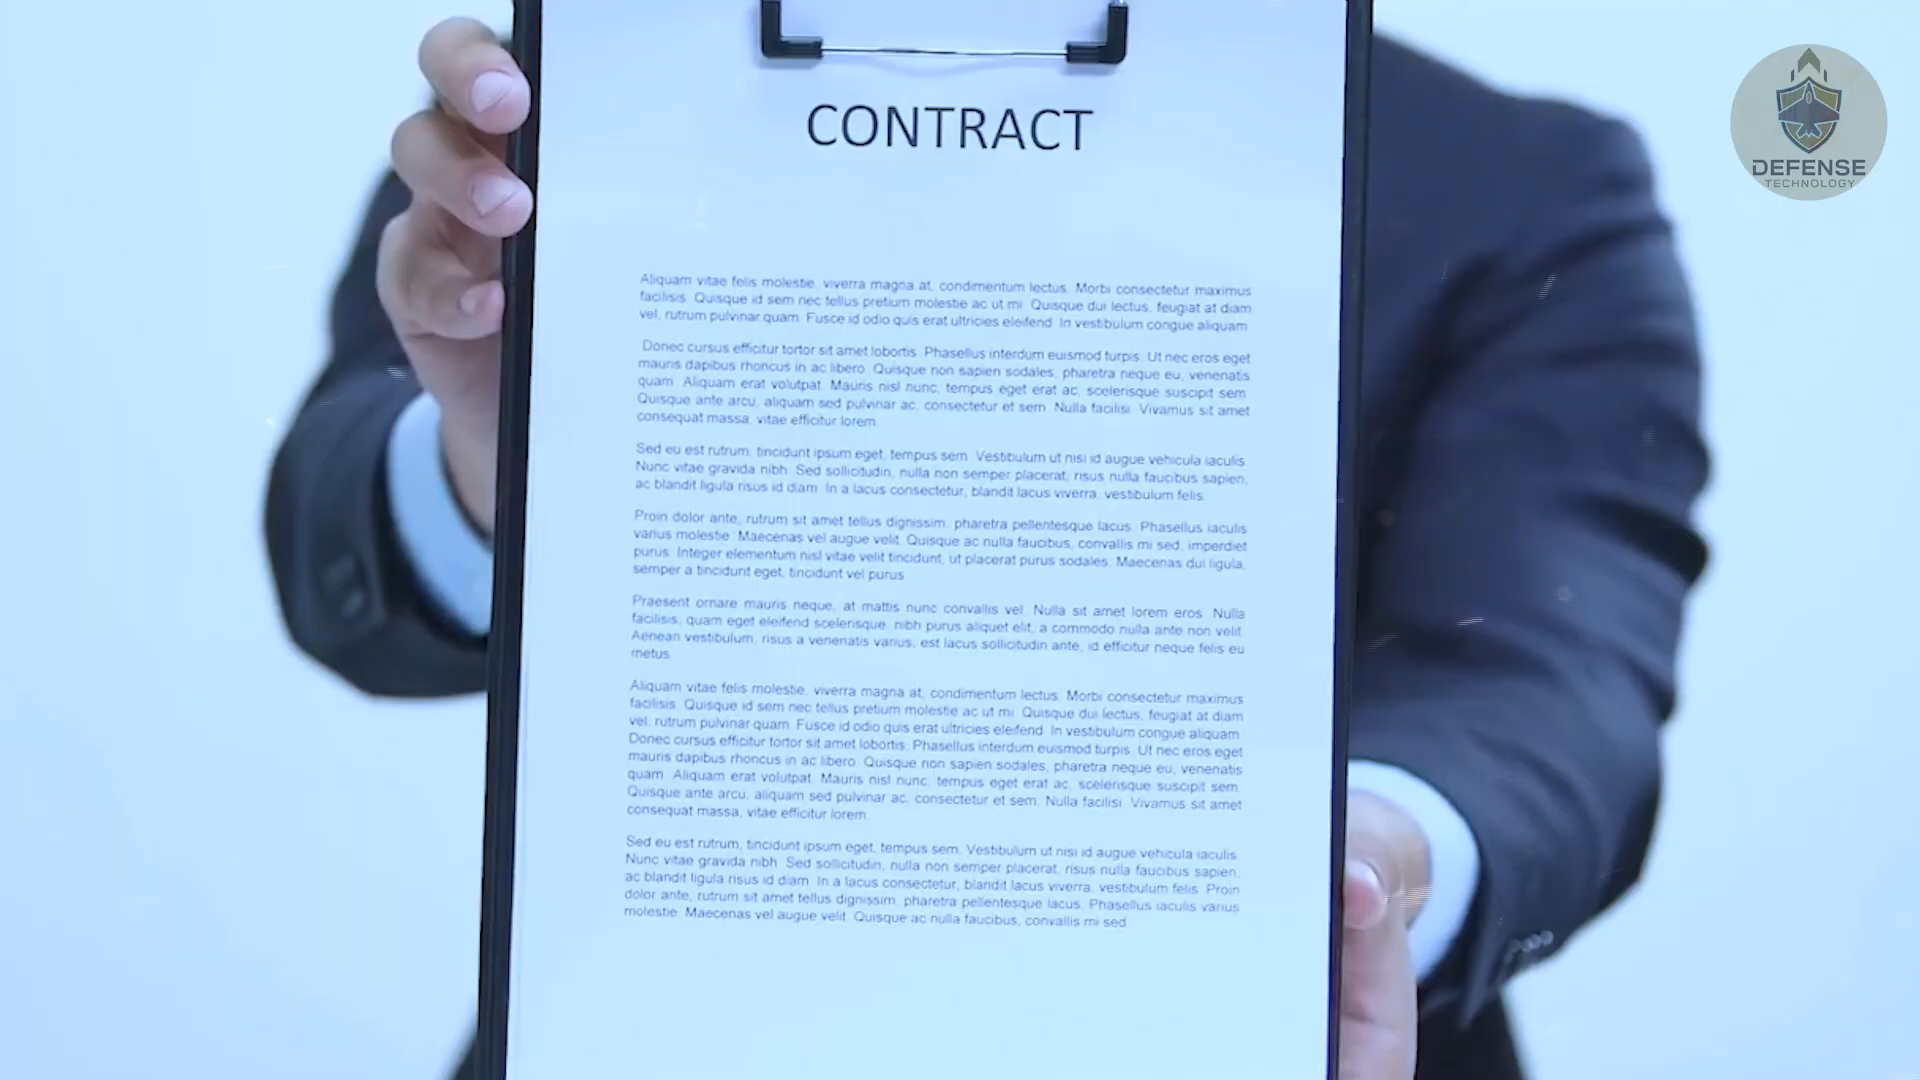 CONTRACT
DEFENSE
TECHNOLOGY
Aliquam vitae felis molestie, viverra magna at, condimentum lectus. Morbi consectetur maximus
facilisis. Quisque id sem nec tellus pretium molestie ac ut mi. Quisque dui lectus, feugiat at diam
vel, rutrum pulvinar quam. Fusce id odio quis erat ultricies eleifend. In vestibulum congue aliquam.
Donec cursus efficitur tortor sit amet lobortis. Phasellus interdum euismod turpis. Ut nec eros eget
mauris dapibus rhoncus in ac libero. Quisque non sapien sodales, pharetra neque eu, venenatis
quam. Aliquam erat volutpat. Mauris nisl nunc, tempus eget erat ac, scelerisque suscipit sem.
Quisque ante arcu, aliquam sed pulvinar ac, consectetur et sem. Nulla facilisi. Vivamus sit amet
consequat massa, vitae efficitur lorem.
Sed eu est rutrum, tincidunt ipsum eget, tempus sem. Vestibulum ut nisi id augue vehicula iaculis.
Nunc vitae gravida nibh. Sed sollicitudin, nulla non semper placerat, risus nulla faucibus sapien,
ac blandit ligula risus id diam. In a lacus consectetur, blandit lacus viverra, vestibulum felis.
Proin dolor ante, rutrum sit amet tellus dignissim, pharetra pellentesque lacus. Phasellus iaculis
varius molestie. Maecenas vel augue velit. Quisque ac nulla faucibus, convallis mi sed, imperdiet
purus. Integer elementum nisl vitae velit tincidunt, ut placerat purus sodales. Maecenas dui ligula,
semper a tincidunt eget, tincidunt vel purus.
Praesent ornare mauris neque, at mattis nunc convallis vel. Nulla sit amet lorem eros. Nulla
facilisis, quam eget eleifend scelerisque, nibh purus aliquet elit, a commodo nulla ante non velit.
Aenean vestibulum, risus a venenatis varius, est lacus sollicitudin ante, id efficitur neque felis eu
metus.
Aliquam vitae felis molestie, viverra magna at, condimentum lectus. Morbi consectetur maximus
facilisis. Quisque id sem nec tellus pretium molestie ac ut mi. Quisque dui lectus, feugiat at diam
vel, rutrum pulvinar quam. Fusce id odio quis erat ultricies eleifend. In vestibulum congue aliquam.
Donec cursus efficitur tortor sit amet lobortis. Phasellus interdum euismod turpis. Ut nec eros eget
mauris dapibus rhoncus in ac libero. Quisque non sapien sodales, pharetra neque eu, venenatis
quam. Aliquam erat volutpat. Mauris nisl nunc, tempus eget erat ac, scelerisque suscipit sem.
Quisque ante arcu, aliquam sed pulvinar ac, consectetur et sem. Nulla facilisi. Vivamus sit amet
consequat massa, vitae efficitur lorem.
Sed eu est rutrum, tincidunt ipsum eget, tempus sem. Vestibulum ut nisi id augue vehicula iaculis.
Nunc vitae gravida nibh. Sed sollicitudin, nulla non semper placerat, risus nulla faucibus sapien,
ac blandit ligula risus id diam. In a lacus consectetur, blandit lacus viverra, vestibulum felis. Proin
dolor ante, rutrum sit amet tellus dignissim, pharetra pellentesque lacus. Phasellus iaculis varius
molestie. Maecenas vel augue velit. Quisque ac nulla faucibus, convallis mi sed